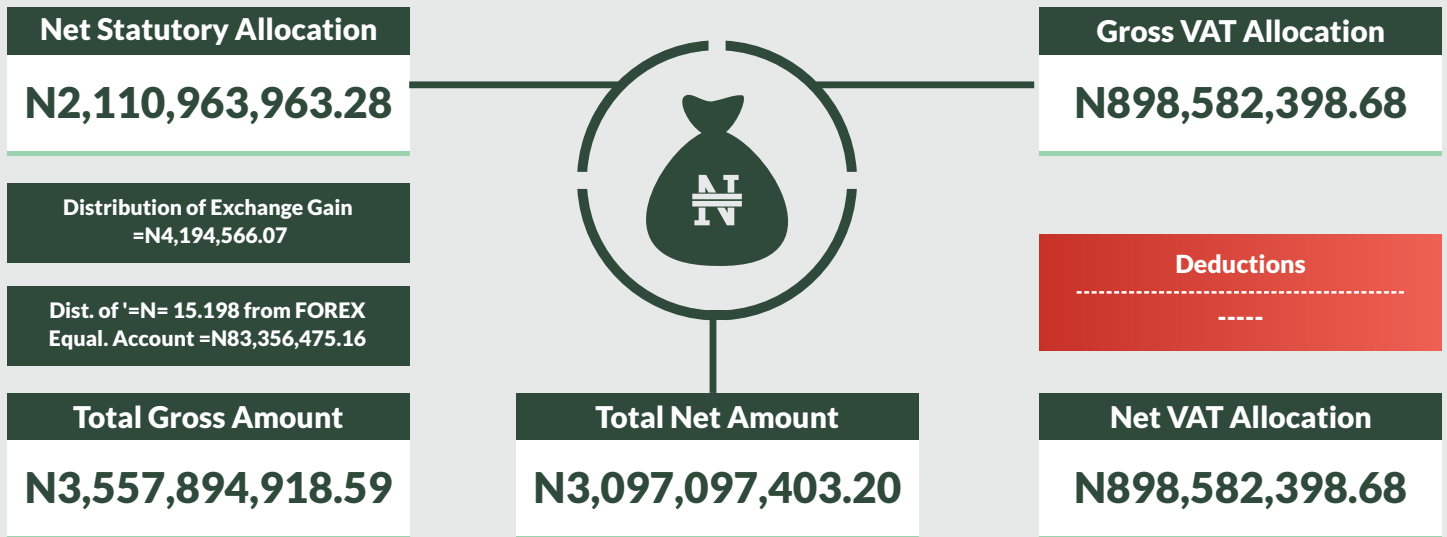 Net Statutory Allocation
N2,110,963,963.28
Distribution of Exchange Gain
=N4,194,566.07
Dist. of '=N= 15.198 from FOREX
Equal. Account =N83,356,475.16
Total Gross Amount
N3,557,894,918.59
₦
Total Net Amount
N3,097,097,403.20
Gross VAT Allocation
N898,582,398.68
Deductions
--------------------------------------------
-----
Net VAT Allocation
N898,582,398.68